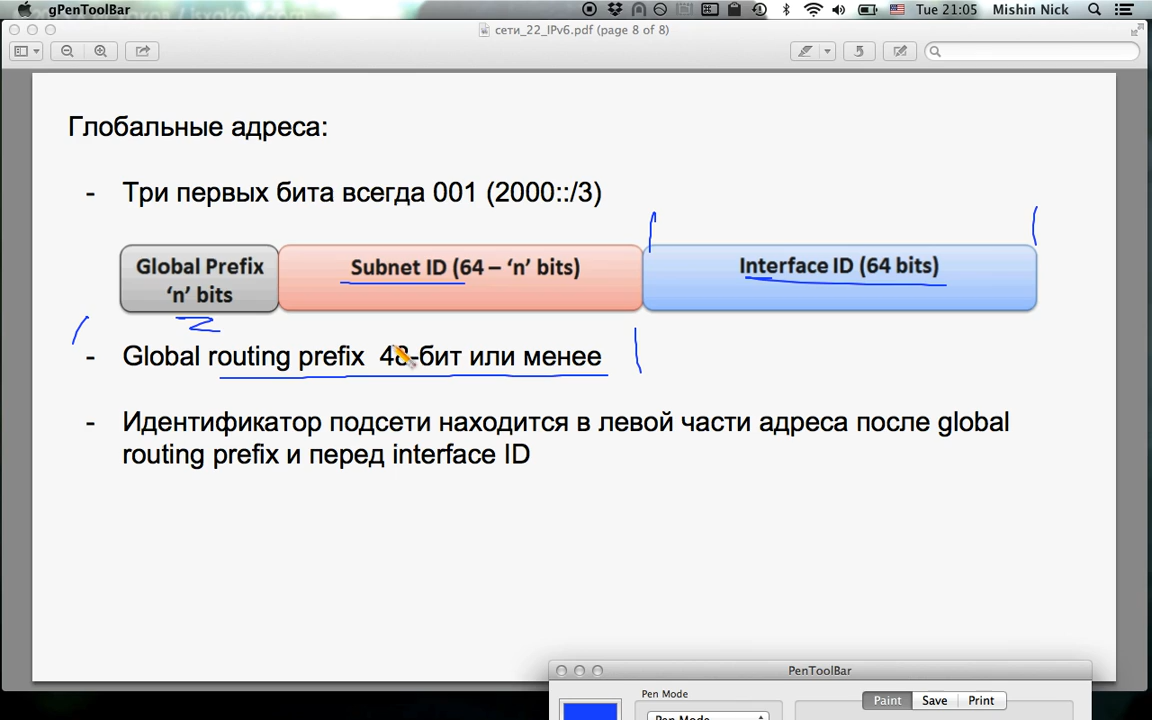 gPenToolBar
Tue 21:05
Mishin Nick
сети_22_IPv6.pdf (page 8 of 8)
Глобальные адреса:
- Три первых бита всегда 001 (2000::/3)
Global Prefix
‘n’ bits
Subnet ID (64 – ‘n’ bits)
Interface ID (64 bits)
- Global routing prefix 48-бит или менее
- Идентификатор подсети находится в левой части адреса после global
routing prefix и перед interface ID
PenToolBar
Pen Mode
Paint
Save
Print
Pen Mode